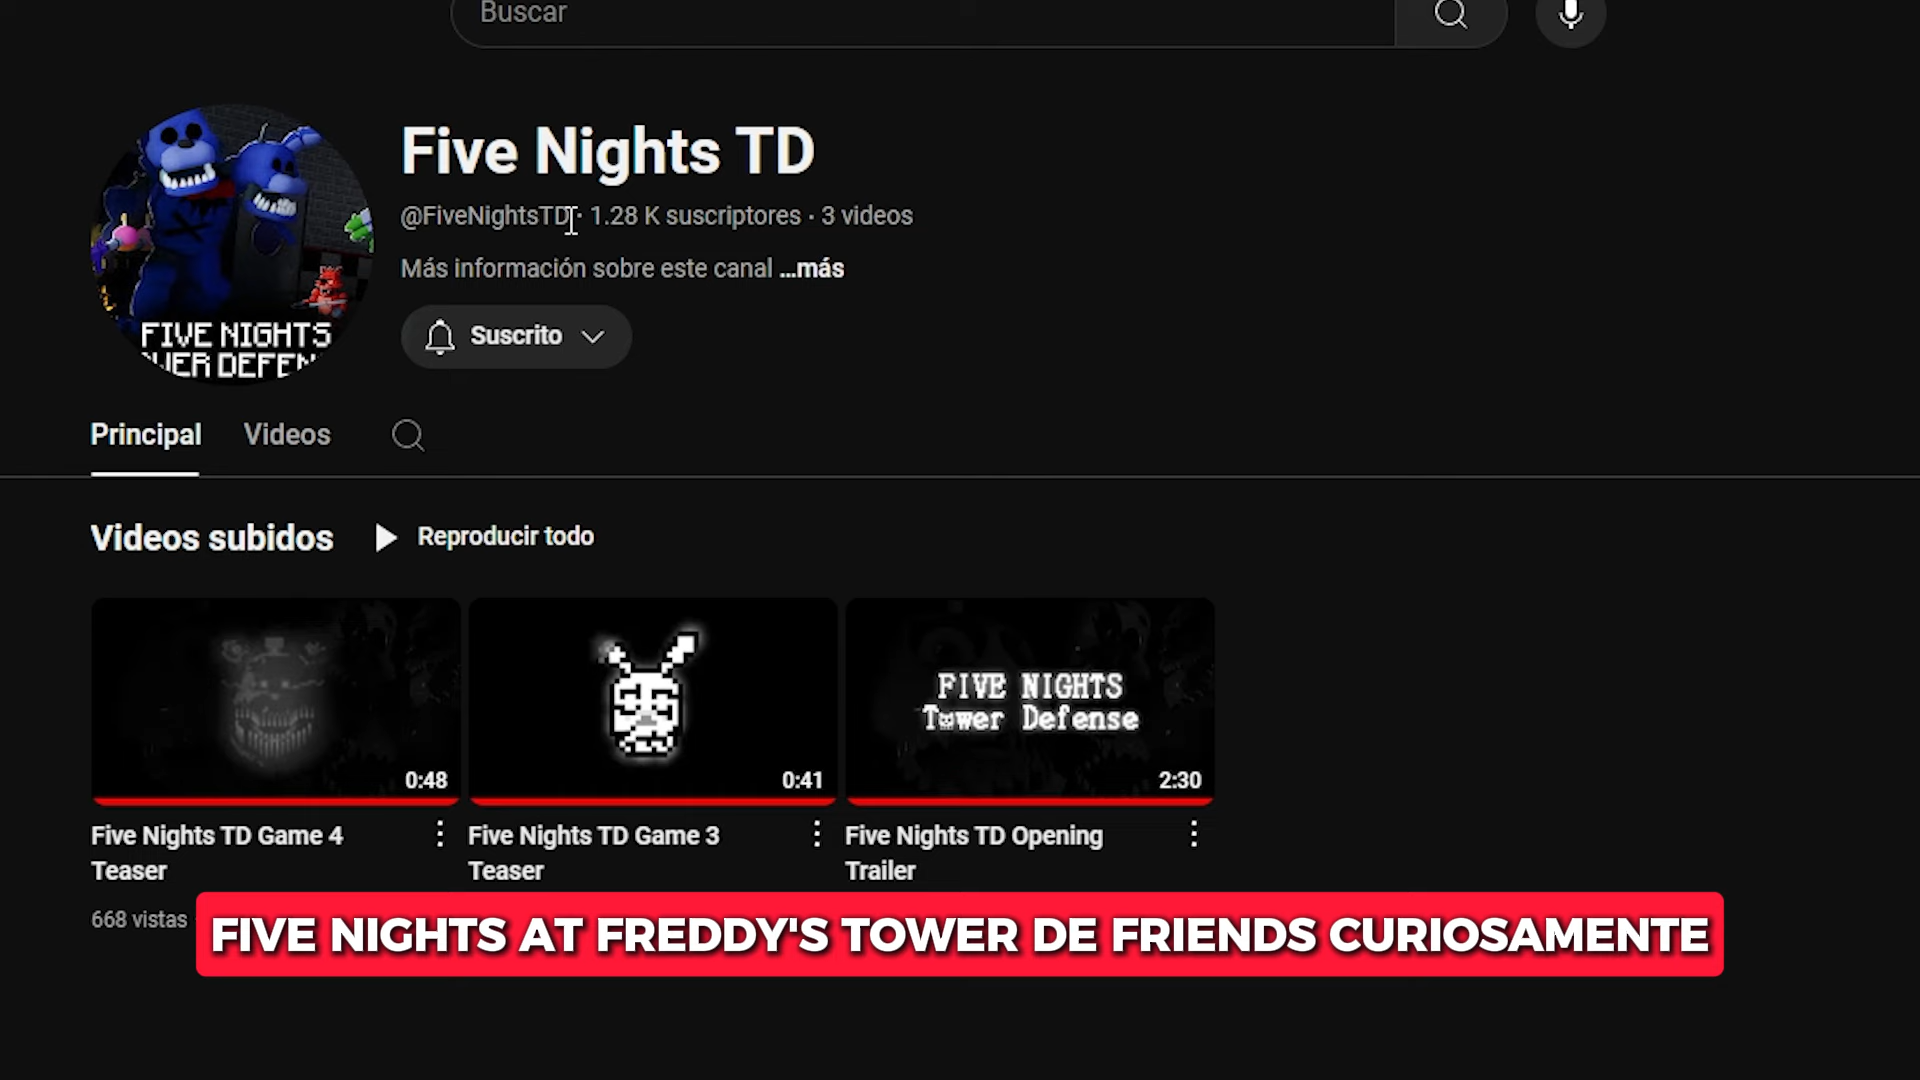 Buscar
Five Nights TD
@FiveNightsTD · 1.28 K suscriptores · 3 videos
Más información sobre este canal ...más
Suscrito
FIVE NIGHTS
Principal
Videos
Videos subidos
Reproducir todo
FIVE NIGHTS
Tower Defense
0:48
0:41
2:30
Five Nights TD Game 4
Teaser
Five Nights TD Game 3
Teaser
Five Nights TD Opening
Trailer
668 vistas
FIVE NIGHTS AT FREDDY'S TOWER DE FRIENDS CURIOSAMENTE